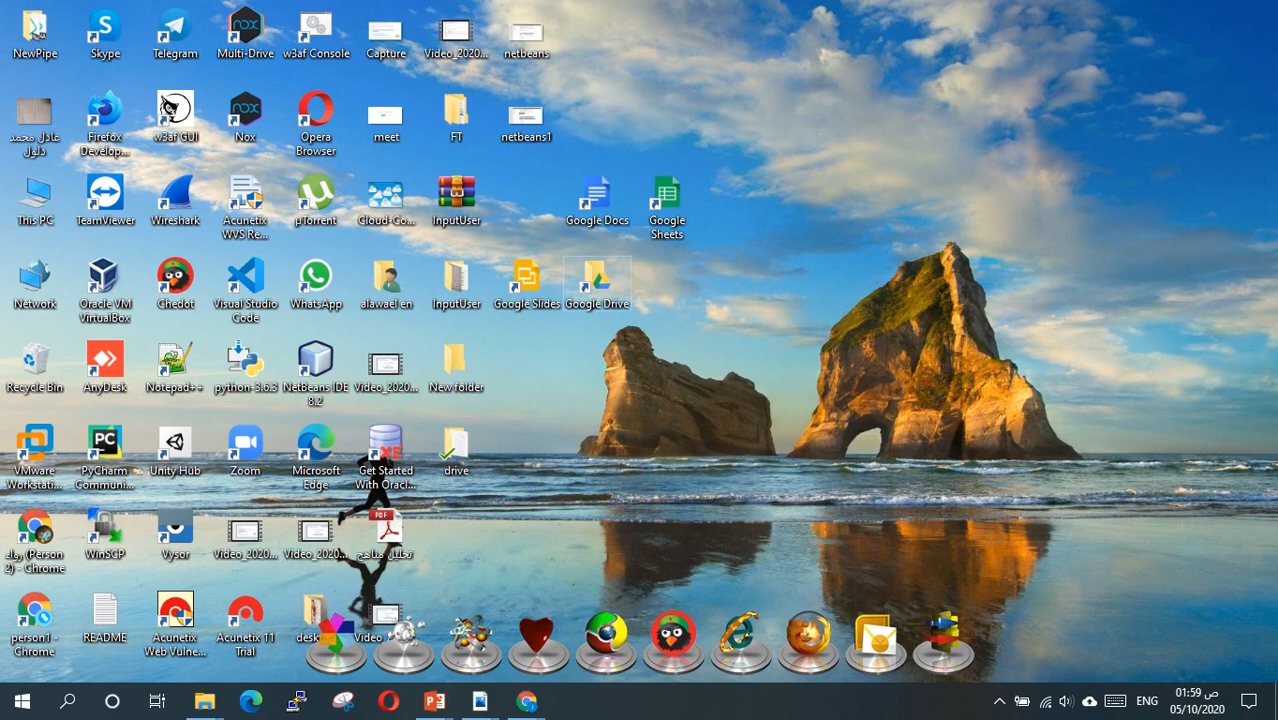 NewPipe
Skype
Telegram
Multi-Drive
w3af Console
Capture
Video_2020...
netbeans
عادل محمد
دلول
Firefox
Develop...
w3af GUI
Nox
nox
Opera
Browser
meet
FT
netbeans1
This PC
TeamViewer
Wireshark
Acunetix
WVS Re...
µTorrent
Cloud-Co...
InputUser
Google Docs
Google
Sheets
Network
Oracle VM
VirtualBox
Chedot
Visual Studio
Code
WhatsApp
alawael en
InputUser
Google Slides
Google Drive
Recycle Bin
AnyDesk
Notepad++
python-3.6.3
NetBeans IDE
8.2
Video_2020...
New folder
VMware
Workstati...
PyCharm
Communi...
Unity Hub
Zoom
Microsoft
Edge
Get Started
With Oracl...
drive
رواد (Person
2) - Chrome
WinSCP
Vysor
Video_2020...
Video_2020...
PDF
تحليل مناهج
person1 -
Chrome
README
Acunetix
Web Vulne...
Acunetix 11
Trial
desk
Video
ENG
01:59 ص
05/10/2020